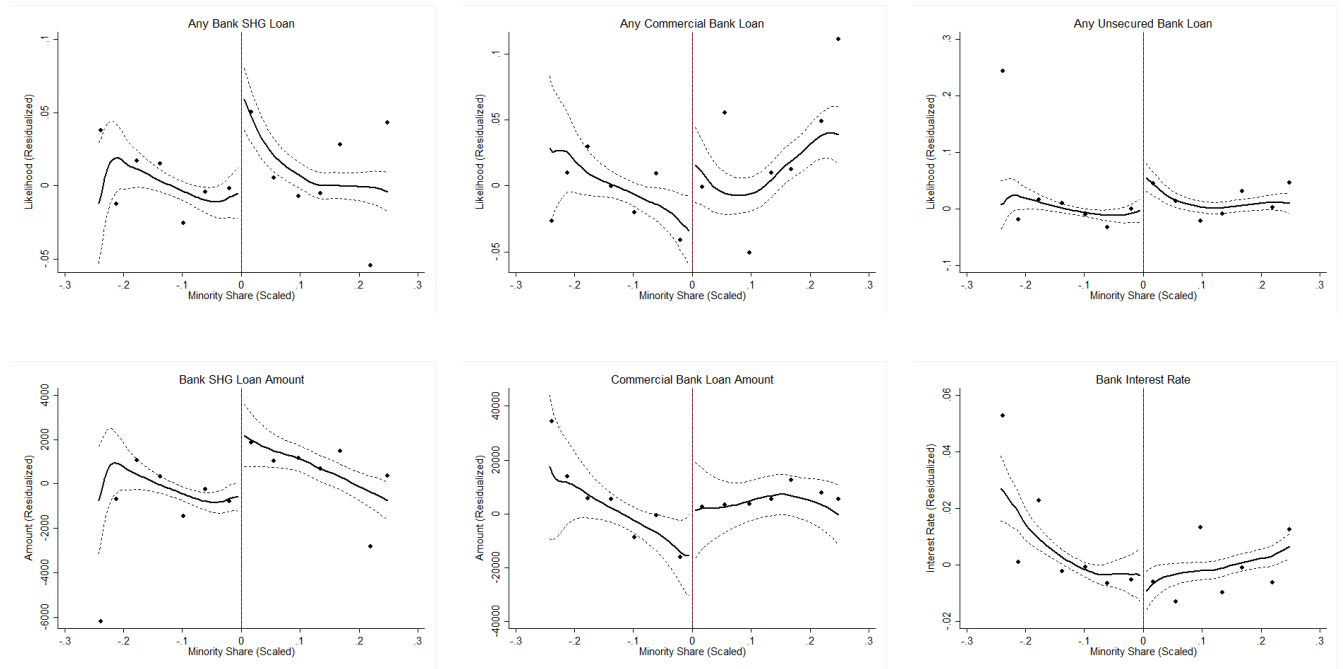 Any Bank SHG Loan
Likelihood (Residualized)
.1
.05
0
-.05
-.3 -.2 -.1 0 .1 .2 .3
Minority Share (Scaled)
Any Commercial Bank Loan
Likelihood (Residualized)
.1
.05
0
-.05
-.3 -.2 -.1 0 .1 .2 .3
Minority Share (Scaled)
Any Unsecured Bank Loan
Likelihood (Residualized)
.3
.2
.1
0
-.1
-.3 -.2 -.1 0 .1 .2 .3
Minority Share (Scaled)
Bank SHG Loan Amount
Amount (Residualized)
4000
2000
0
-2000
-4000
-6000
-.3 -.2 -.1 0 .1 .2 .3
Minority Share (Scaled)
Commercial Bank Loan Amount
Amount (Residualized)
40000
20000
0
-20000
-40000
-.3 -.2 -.1 0 .1 .2 .3
Minority Share (Scaled)
Bank Interest Rate
Interest Rate (Residualized)
.06
.04
.02
0
-.02
-.3 -.2 -.1 0 .1 .2 .3
Minority Share (Scaled)